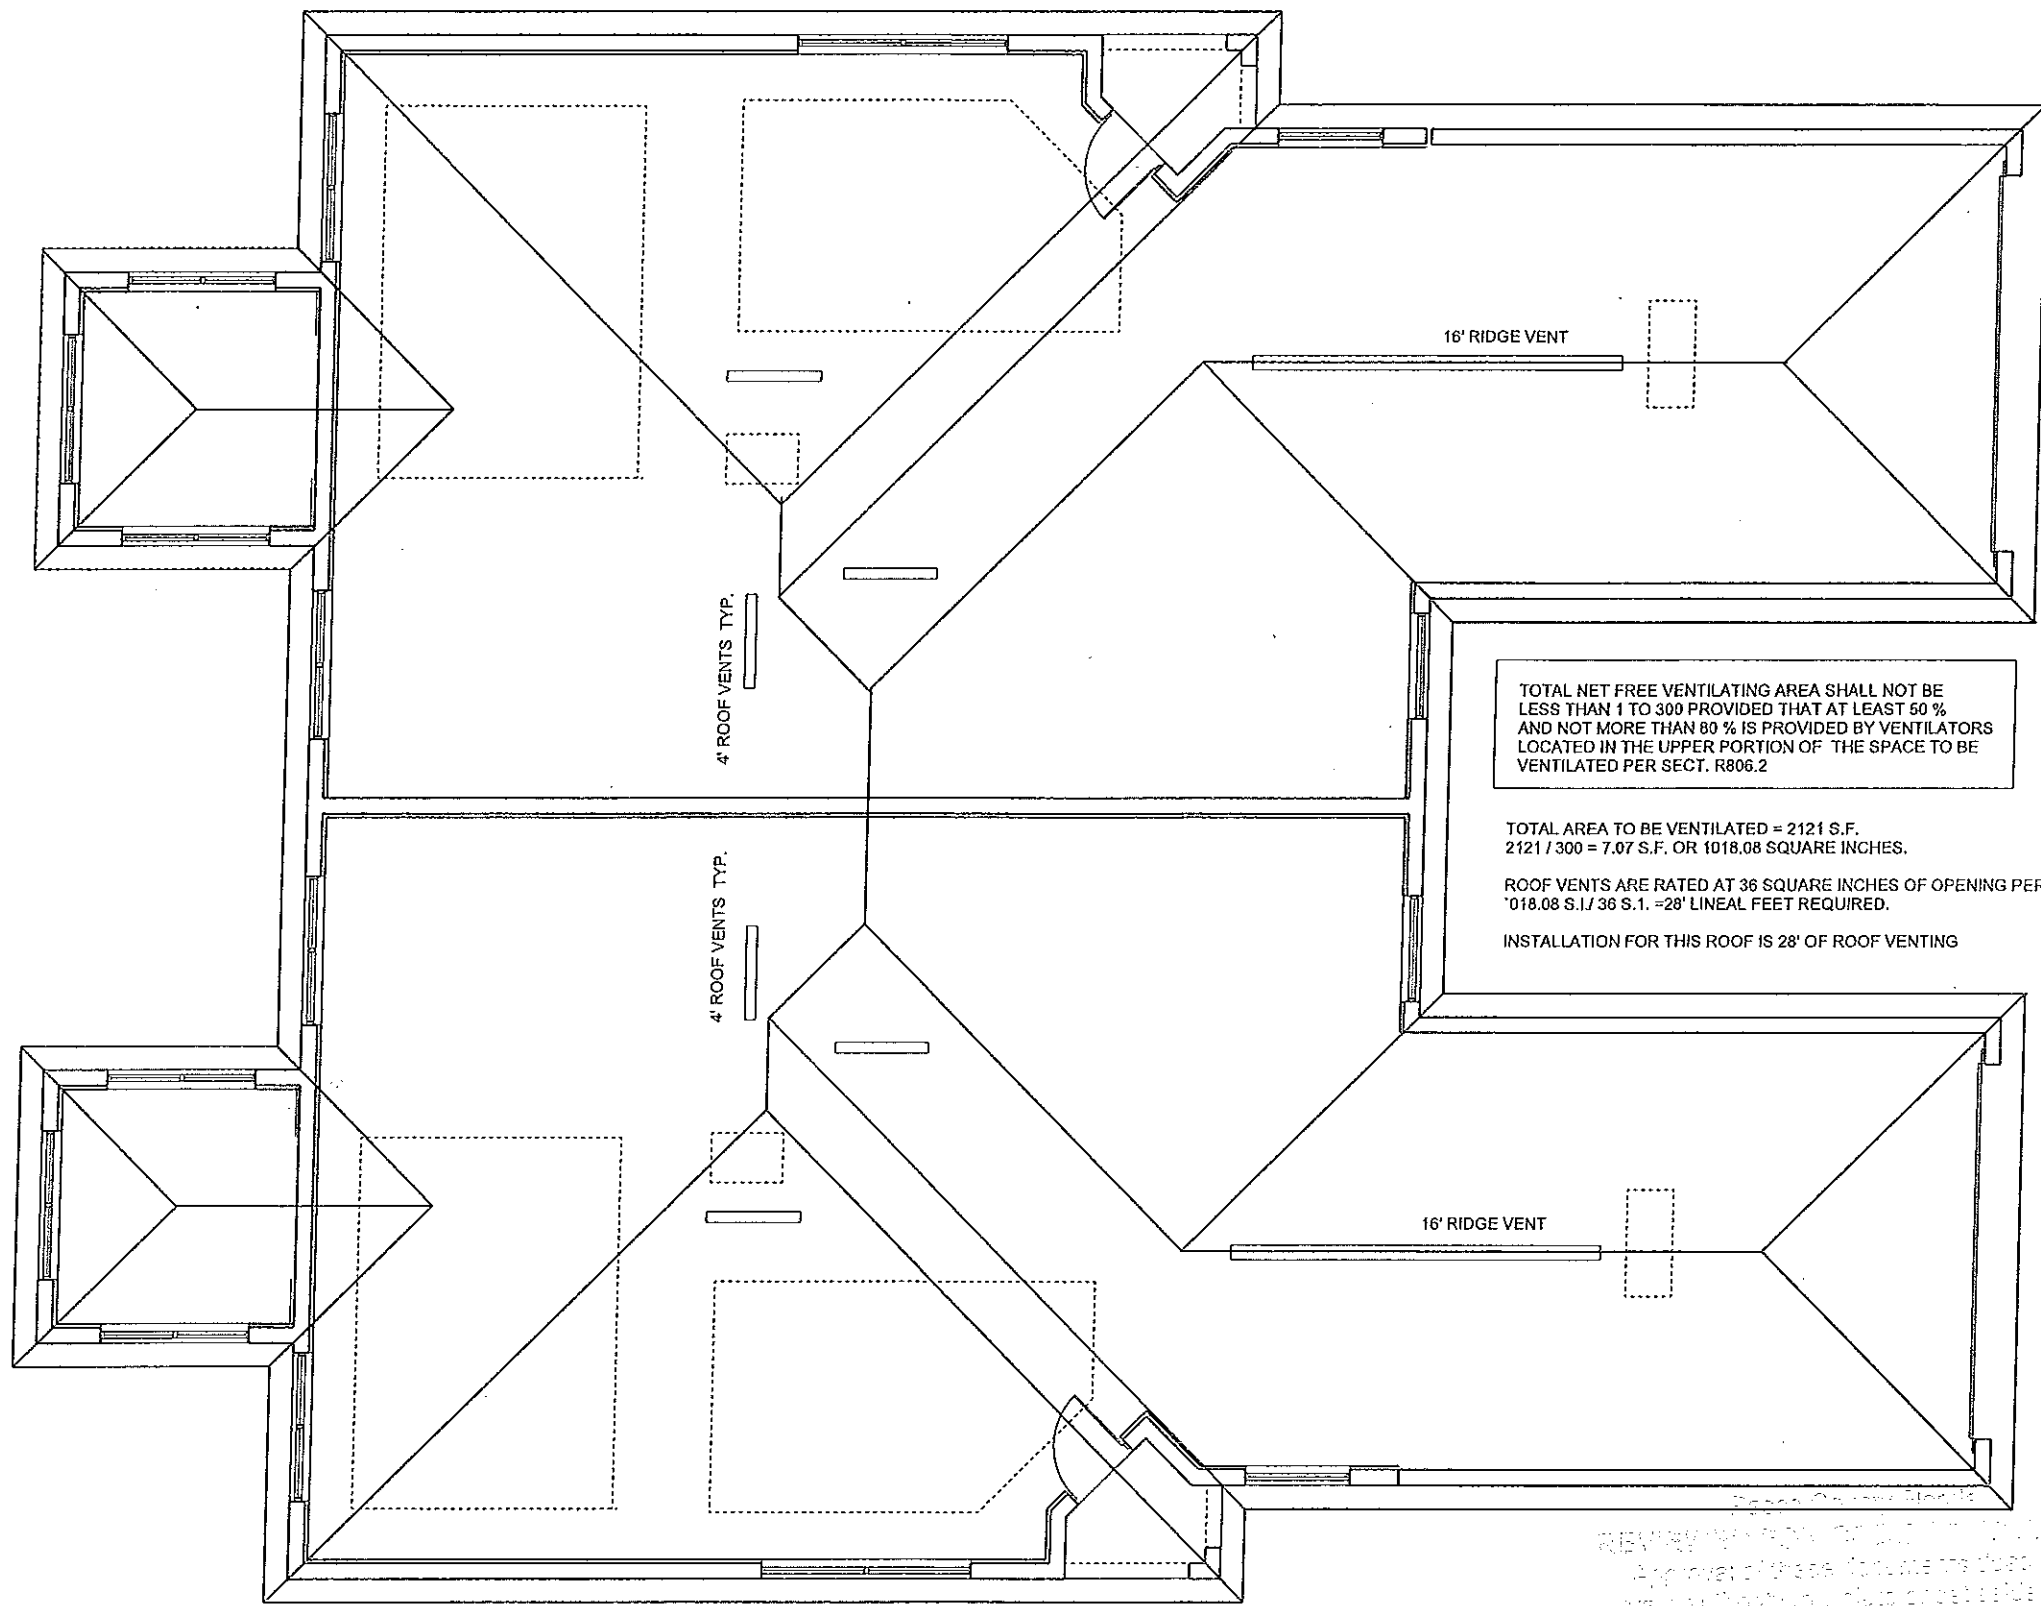 16' RIDGE VENT
4' ROOF VENTS TYP.
TOTAL NET FREE VENTILATING AREA SHALL NOT BE
LESS THAN 1 TO 300 PROVIDED THAT AT LEAST 50 %
AND NOT MORE THAN 80 % IS PROVIDED BY VENTILATORS
LOCATED IN THE UPPER PORTION OF THE SPACE TO BE
VENTILATED PER SECT. R806.2
TOTAL AREA TO BE VENTILATED = 2121 S.F.
2121 / 300 = 7.07 S.F. OR 1018.08 SQUARE INCHES.
ROOF VENTS ARE RATED AT 36 SQUARE INCHES OF OPENING PER
'018.08 S.I./ 36 S.1. =28' LINEAL FEET REQUIRED.
INSTALLATION FOR THIS ROOF IS 28' OF ROOF VENTING
4' ROOF VENTS TYP.
16' RIDGE VENT
Approval of these